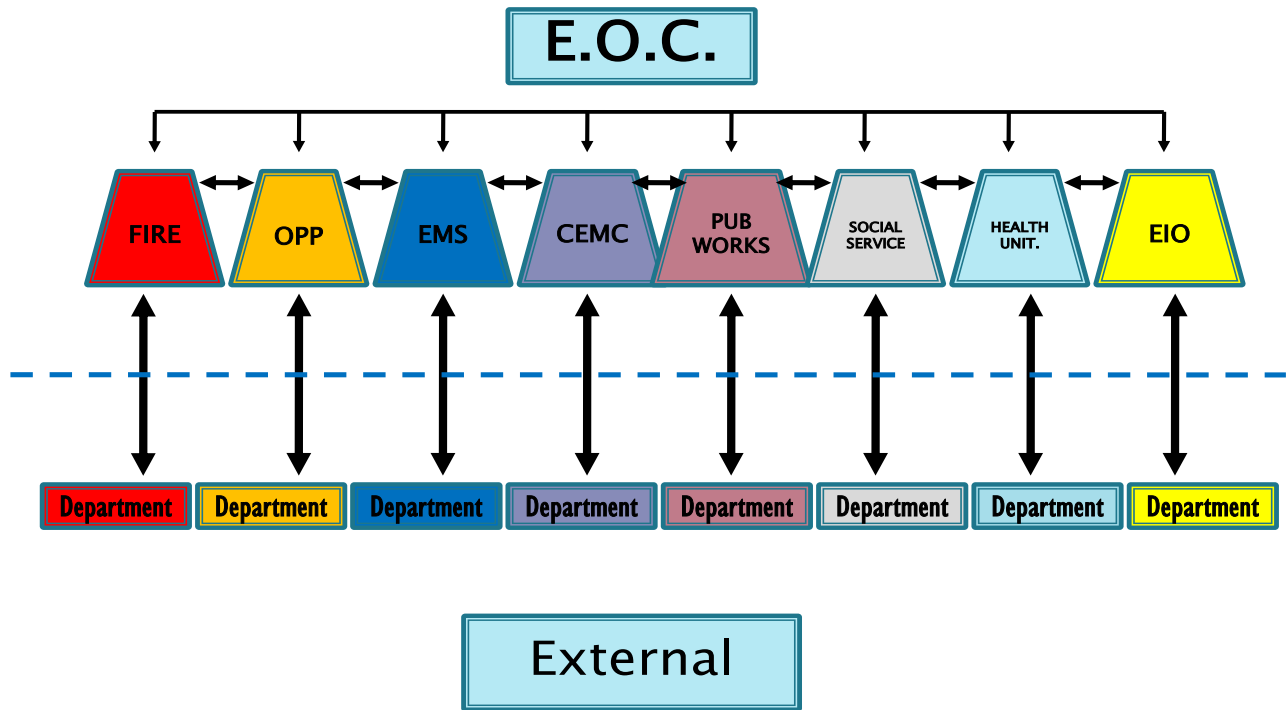 E.O.C.
FIRE
OPP
EMS
CEMC
PUB
WORKS
SOCIAL
SERVICE
HEALTH
UNIT.
EIO
Department
Department
Department
Department
Department
Department
Department
Department
External